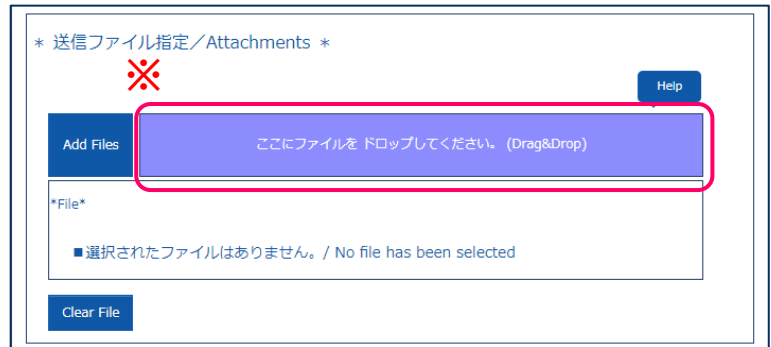 * 送信ファイル指定／Attachments *
※
Help
Add Files
ここにファイルを ドロップしてください。 (Drag&Drop)
*File*
■選択されたファイルはありません。/ No file has been selected
Clear File